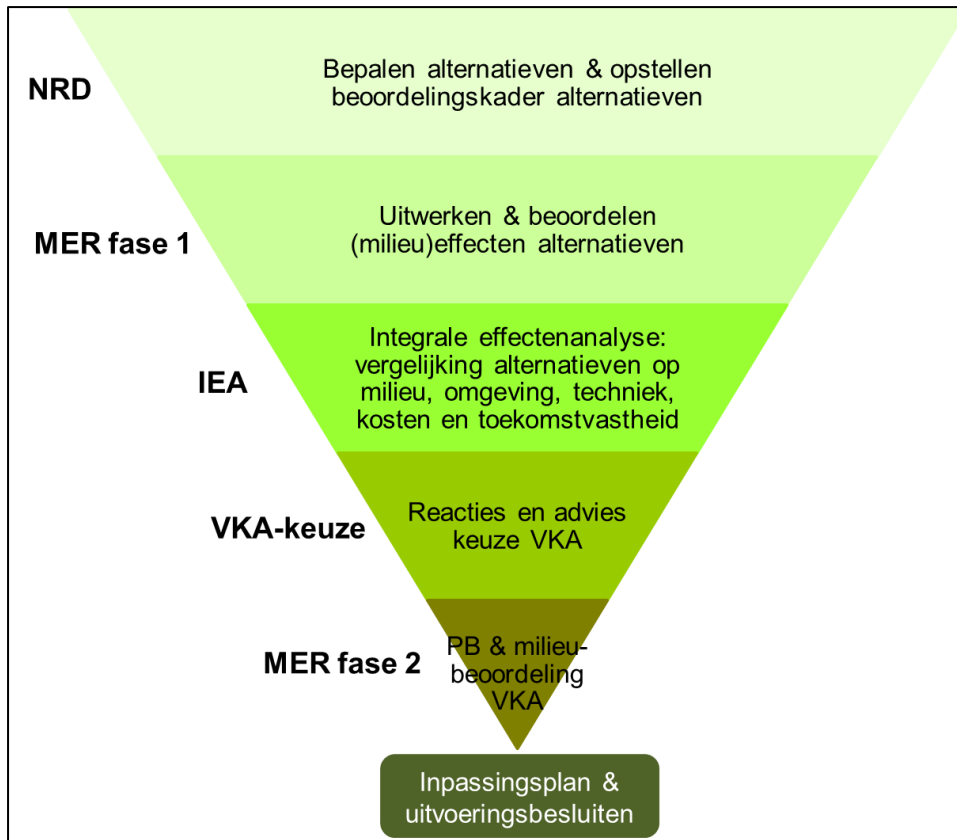 NRD
Bepalen alternatieven & opstellen
beoordelingskader alternatieven
MER fase 1
Uitwerken & beoordelen
(milieu)effecten alternatieven
IEA
Integrale effectenanalyse:
vergelijking alternatieven op
milieu, omgeving, techniek,
kosten en toekomstvastheid
VKA-keuze
Reacties en advies
keuze VKA
MER fase 2
PB & milieu-
beoordeling
VKA
Inpassingsplan &
uitvoeringsbesluiten